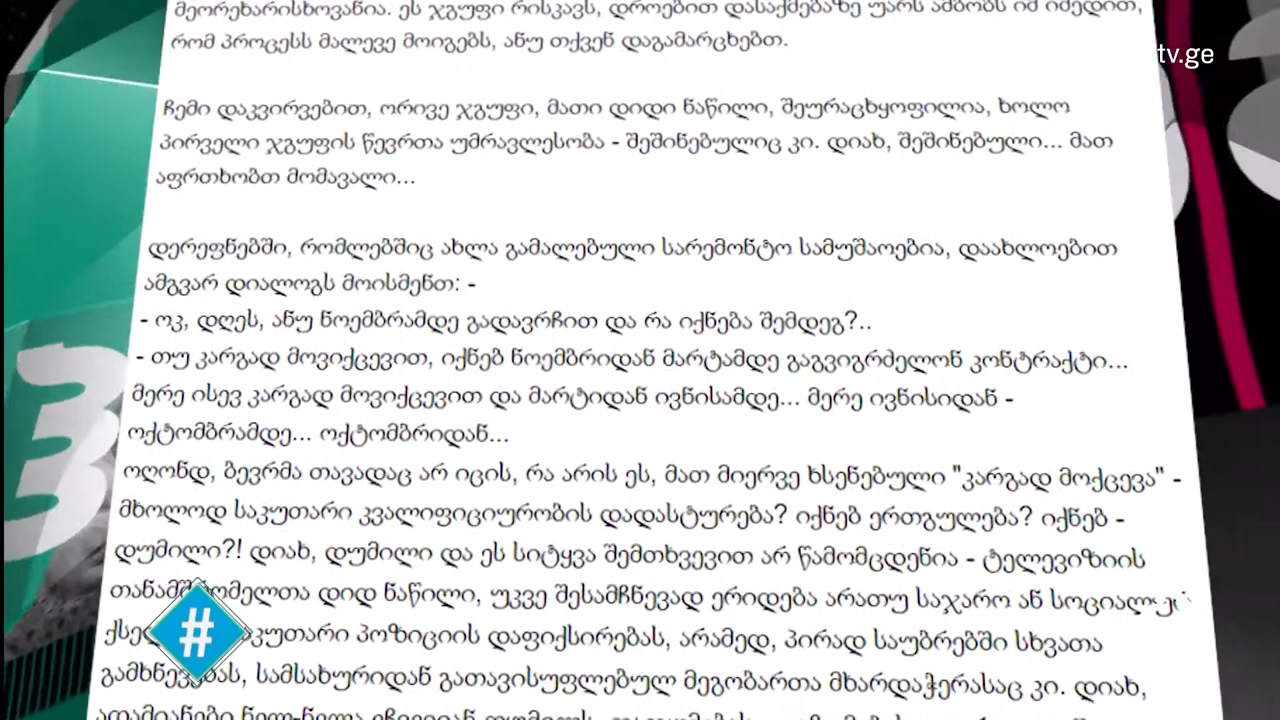 მეორეხარისხოვანია. ეს ჯგუფი რისკავს, დროებით დასაქმებაზე უარს ამბობს იმ იმედით,
რომ პროცესს მალევე მოიგებს, ანუ თქვენ დაგამარცხებთ.
tv.ge
ჩემი დაკვირვებით, ორივე ჯგუფი, მათი დიდი ნაწილი, შეურაცხყოფილია, ხოლო
პირველი ჯგუფის წევრთა უმრავლესობა - შეშინებულიც კი. დიახ, შეშინებული... მათ
აფრთხობთ მომავალი...
დერეფნებში, რომლებშიც ახლა გამალებული სარემონტო სამუშაოებია, დაახლოებით
ამგვარ დიალოგს მოისმენთ: -
- ოკ, დღეს, ანუ ნოემბრამდე გადავრჩით და რა იქნება შემდეგ?..
- თუ კარგად მოვიქცევით, იქნებ ნოემბრიდან მარტამდე გაგვიგრძელონ კონტრაქტი...
მერე ისევ კარგად მოვიქცევით და მარტიდან ივნისამდე... მერე ივნისიდან -
ოქტომბრამდე... ოქტომბრიდან...
ოღონდ, ბევრმა თავადაც არ იცის, რა არის ეს, მათ მიერვე ხსენებული "კარგად მოქცევა" -
მხოლოდ საკუთარი კვალიფიციურობის დადასტურება? იქნებ ერთგულება? იქნებ -
დუმილი?! დიახ, დუმილი და ეს სიტყვა შემთხვევით არ წამომცდენია - ტელევიზიის
დიდ ნაწილი, უკვე შესამჩნევად ერიდება არათუ საჯარო ან
პოზიციის დაფიქსირებას, არამედ, პირად საუბრებში სხვათა
სამსახურიდან გათავისუფლებულ მეგობართა მხარდაჭერასაც კი. დიახ,
#